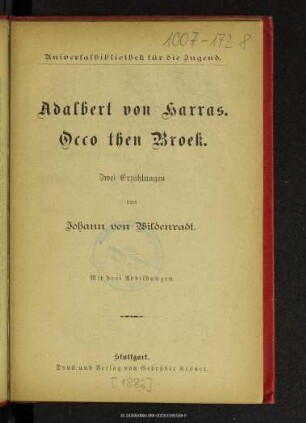 1007-172 8
Universalbibliothek für die Jugend.
Adalbert von Harras.
Occo then Broek.
Zwei Erzählungen
von
Johann von Wildenradt.
Mit drei Abbildungen.
Stuttgart.
Druck und Verlag von Gebrüder Kröner.
[1883]